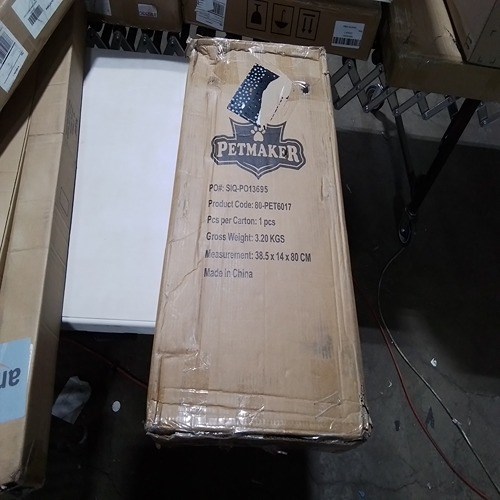 PETMAKER
PO#: SIQ-PO13695
Product Code: 80-PET6017
Pcs per Carton: 1 pcs
Gross Weight: 3.20 KGS
Measurement: 38.5 x 14 x 80 CM
Made in China